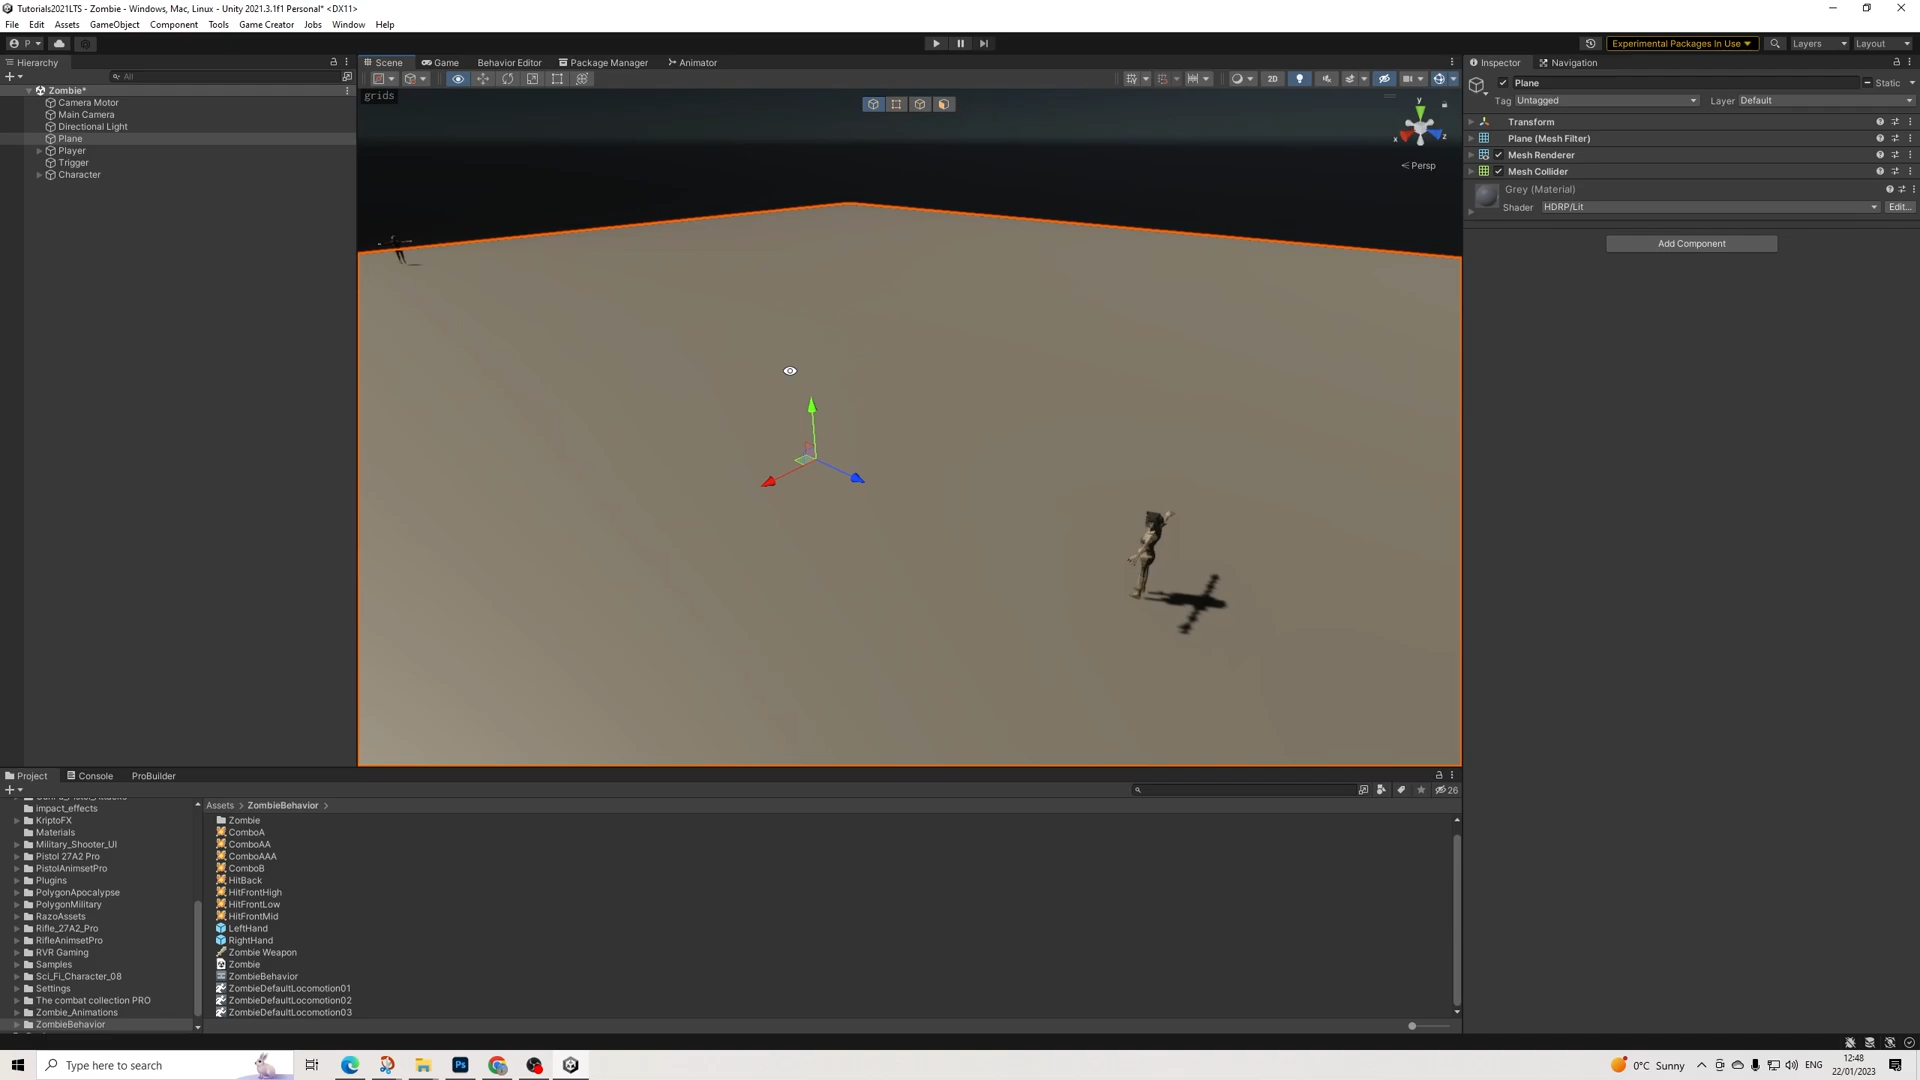 Tutorials2021LTS - Zombie - Windows, Mac, Linux - Unity 2021.3.1f1 Personal* <DX11>
File Edit Assets GameObject Component Tools Game Creator Jobs Window Help
P Experimental Packages In Use Layers Layout
Hierarchy
All
Zombie*
Camera Motor
Main Camera
Directional Light
Plane
Player
Trigger
Character
Scene Game Behavior Editor Package Manager Animator
2D
grids
y
x
z
Persp
Inspector Navigation
Plane Static
Tag Untagged Layer Default
Transform
Plane (Mesh Filter)
Mesh Renderer
Mesh Collider
Grey (Material)
Shader HDRP/Lit Edit...
Add Component
Project Console ProBuilder
26
impact_effects
KriptoFX
Materials
Military_Shooter_UI
Pistol 27A2 Pro
PistolAnimsetPro
Plugins
PolygonApocalypse
PolygonMilitary
RazoAssets
Rifle_27A2_Pro
RifleAnimsetPro
RVR Gaming
Samples
Sci_Fi_Character_08
Settings
The combat collection PRO
Zombie_Animations
ZombieBehavior
Assets > ZombieBehavior >
Zombie
ComboA
ComboAA
ComboAAA
ComboB
HitBack
HitFrontHigh
HitFrontLow
HitFrontMid
LeftHand
RightHand
Zombie Weapon
Zombie
ZombieBehavior
ZombieDefaultLocomotion01
ZombieDefaultLocomotion02
ZombieDefaultLocomotion03
Type here to search
Ps
0°C Sunny
ENG
12:48
22/01/2023